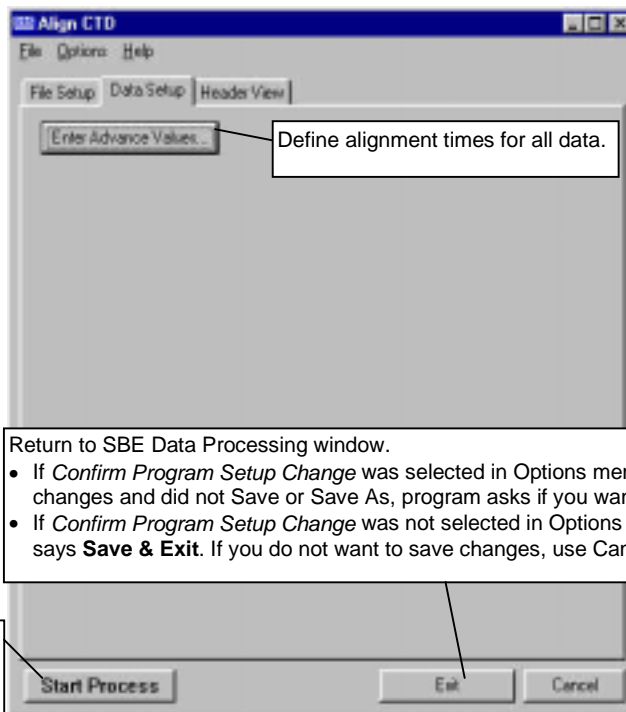 Align CTD
File Options Help
File Setup Data Setup Header View
Enter Advance Values...
Define alignment times for all data.
Return to SBE Data Processing window.
• If Confirm Program Setup Change was selected in Options
changes and did not Save or Save As, program asks if you
• If Confirm Program Setup Change was not selected in Options
says Save & Exit. If you do not want to save changes, use
Start Process Exit Cancel